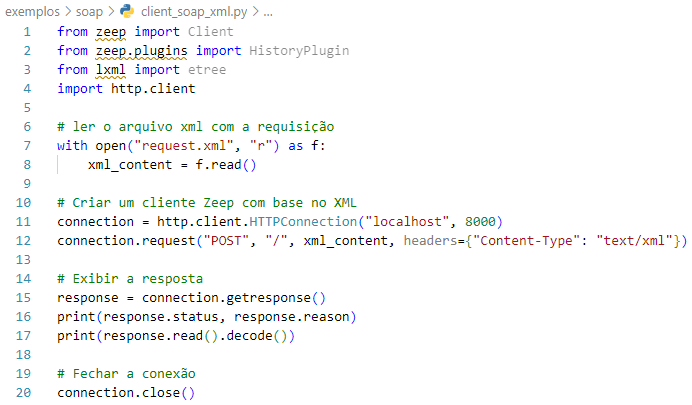 exemplos > soap > client_soap_xml.py > ...
1 from zeep import Client
2 from zeep.plugins import HistoryPlugin
3 from lxml import etree
4 import http.client
5
6 # ler o arquivo xml com a requisição
7 with open("request.xml", "r") as f:
8     xml_content = f.read()
9
10 # Criar um cliente Zeep com base no XML
11 connection = http.client.HTTPConnection("localhost", 8000)
12 connection.request("POST", "/", xml_content, headers={"Content-Type": "text/xml"})
13
14 # Exibir a resposta
15 response = connection.getresponse()
16 print(response.status, response.reason)
17 print(response.read().decode())
18
19 # Fechar a conexão
20 connection.close()